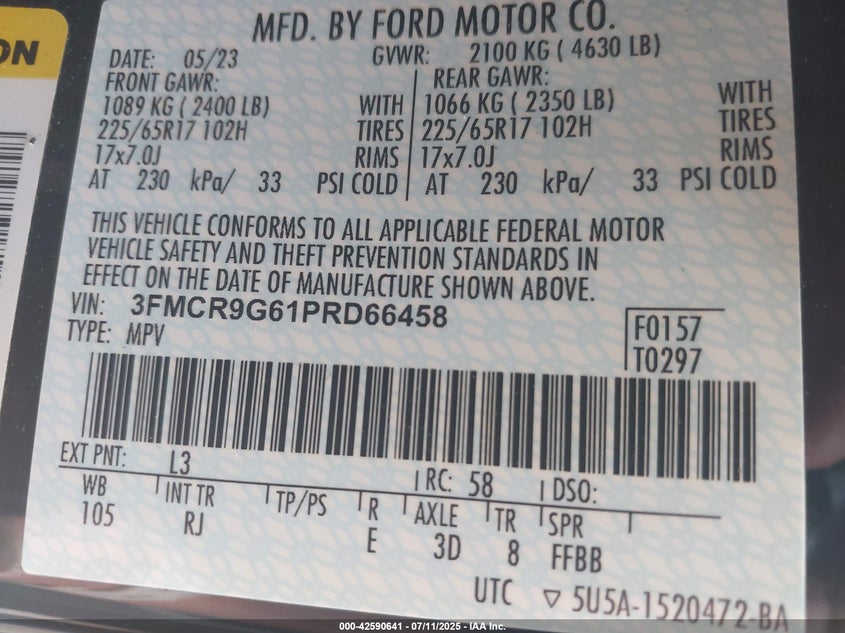 ON
MFD. BY FORD MOTOR CO.
DATE: 05/23 GVWR: 2100 KG ( 4630 LB)
FRONT GAWR: REAR GAWR:
1089 KG ( 2400 LB) WITH 1066 KG ( 2350 LB) WITH
225/65R17 102H TIRES 225/65R17 102H TIRES
17x7.0J RIMS 17x7.0J RIMS
AT 230 kPa/ 33 PSI COLD AT 230 kPa/ 33 PSI COLD
THIS VEHICLE CONFORMS TO ALL APPLICABLE FEDERAL MOTOR
VEHICLE SAFETY AND THEFT PREVENTION STANDARDS IN
EFFECT ON THE DATE OF MANUFACTURE SHOWN ABOVE.
VIN: 3FMCR9G61PRD66458
TYPE: MPV
F0157
T0297
EXT PNT: L3 RC: 58 DSO:
WB INT TR TP/PS R AXLE TR SPR
105 RJ E 3D 8 FFBB
UTC ▽ 5U5A-1520472-BA
000-42590641 - 07/11/2025 - IAA Inc.